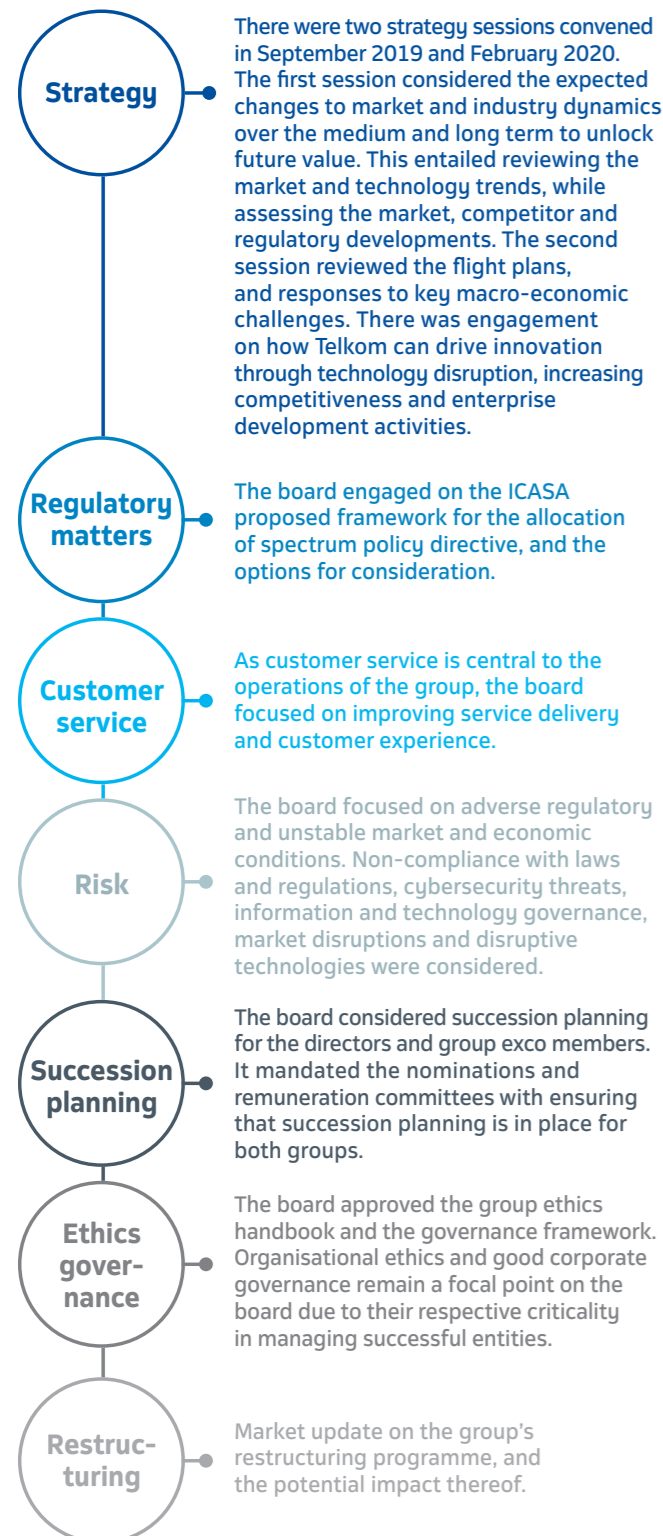 Strategy
There were two strategy sessions convened
in September 2019 and February 2020.
The first session considered the expected
changes to market and industry dynamics
over the medium and long term to unlock
future value. This entailed reviewing the
market and technology trends, while
assessing the market, competitor and
regulatory developments. The second
session reviewed the flight plans,
and responses to key macro-economic
challenges. There was engagement
on how Telkom can drive innovation
through technology disruption, increasing
competitiveness and enterprise
development activities.
Regulatory
matters
The board engaged on the ICASA
proposed framework for the allocation
of spectrum policy directive, and the
options for consideration.
Customer
service
As customer service is central to the
operations of the group, the board
focused on improving service delivery
and customer experience.
Risk
The board focused on adverse regulatory
and unstable market and economic
conditions. Non-compliance with laws
and regulations, cybersecurity threats,
information and technology governance,
market disruptions and disruptive
technologies were considered.
Succession
planning
The board considered succession planning
for the directors and group exco members.
It mandated the nominations and
remuneration committees with ensuring
that succession planning is in place for
both groups.
Ethics
gover-
nance
The board approved the group ethics
handbook and the governance framework.
Organisational ethics and good corporate
governance remain a focal point on the
board due to their respective criticality
in managing successful entities.
Restruc-
turing
Market update on the group's
restructuring programme, and
the potential impact thereof.